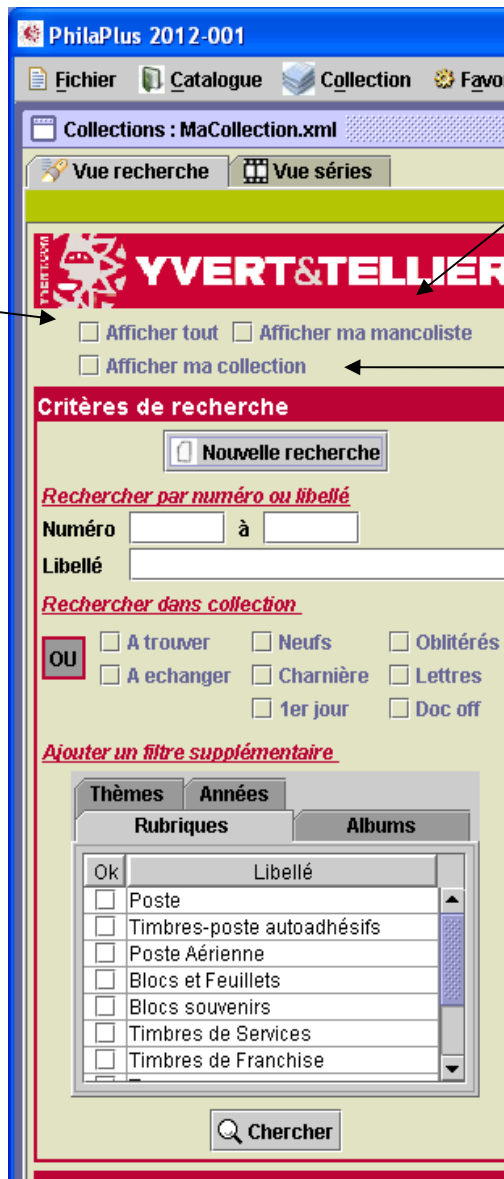 PhilaPlus 2012-001
Fichier Catalogue Collection
Collections : MaCollection.xml
Vue recherche Vue séries
YVERT.COM YVERT&TELLIER
Afficher tout Afficher ma mancoliste
Afficher ma collection
Critères de recherche
Nouvelle recherche
Rechercher par numéro ou libellé
Numéro à
Libellé
Rechercher dans collection
OU
A trouver Neufs Oblitérés
A echanger Charnière Lettres
1er jour Doc off
Ajouter un filtre supplémentaire
Thèmes Années
Rubriques Albums
Ok Libellé
Poste
Timbres-poste autoadhésifs
Poste Aérienne
Blocs et Feuillets
Blocs souvenirs
Timbres de Services
Timbres de Franchise
Chercher